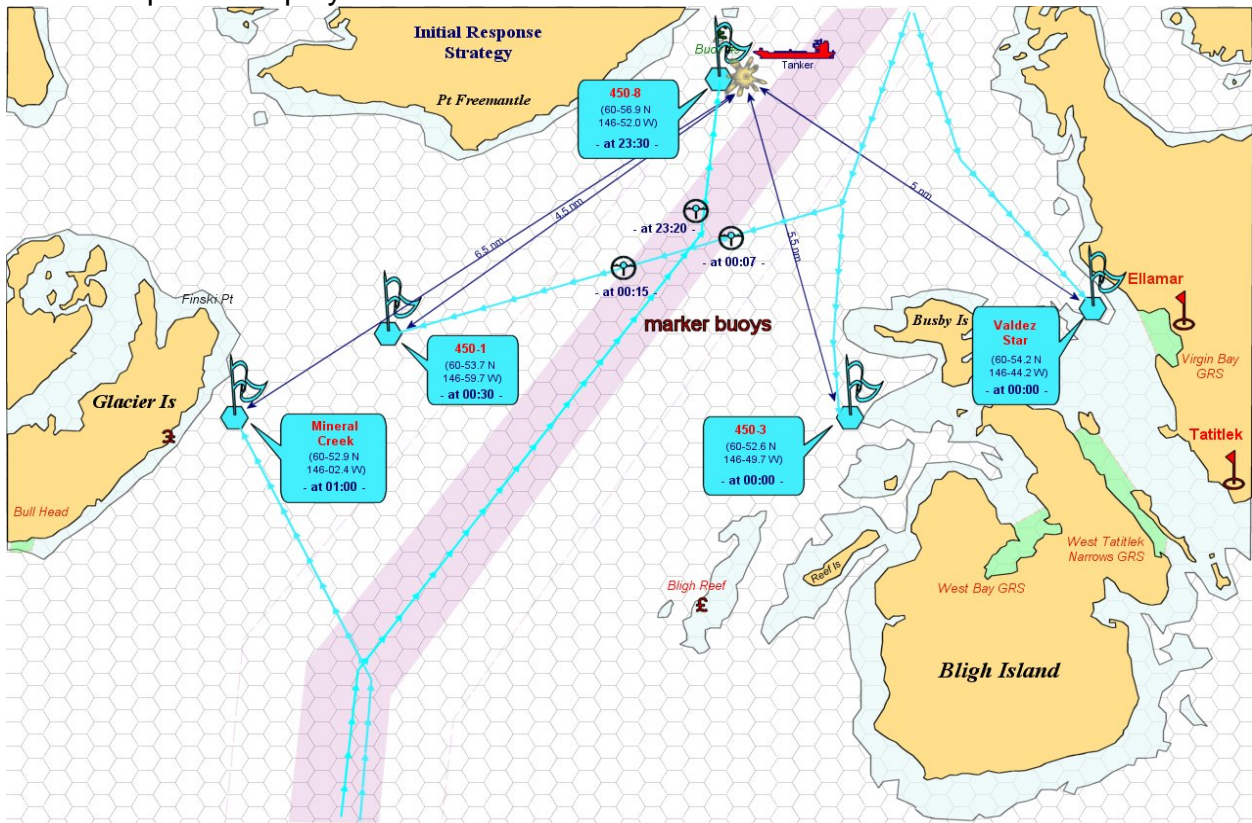 Initial Response
Strategy
Pt Freemantle
Tanker
450-8
(60-56.9 N
146-52.0 W)
- at 23:30 -
6.5 nm
4.5 nm
5.5 nm
5 nm
- at 23:20 -
- at 00:07 -
- at 00:15 -
marker buoys
Finski Pt
Glacier Is
Bull Head
450-1
(60-53.7 N
146-59.7 W)
- at 00:30 -
Mineral
Creek
(60-52.9 N
146-02.4 W)
- at 01:00 -
450-3
(60-52.6 N
146-49.7 W)
- at 00:00 -
Busby Is
Valdez
Star
(60-54.2 N
146-44.2 W)
- at 00:00 -
Ellamar
Virgin Bay
GRS
Tatitlek
West Tatitlek
Narrows GRS
West Bay GRS
Reef Is
Bligh Reef
Bligh Island